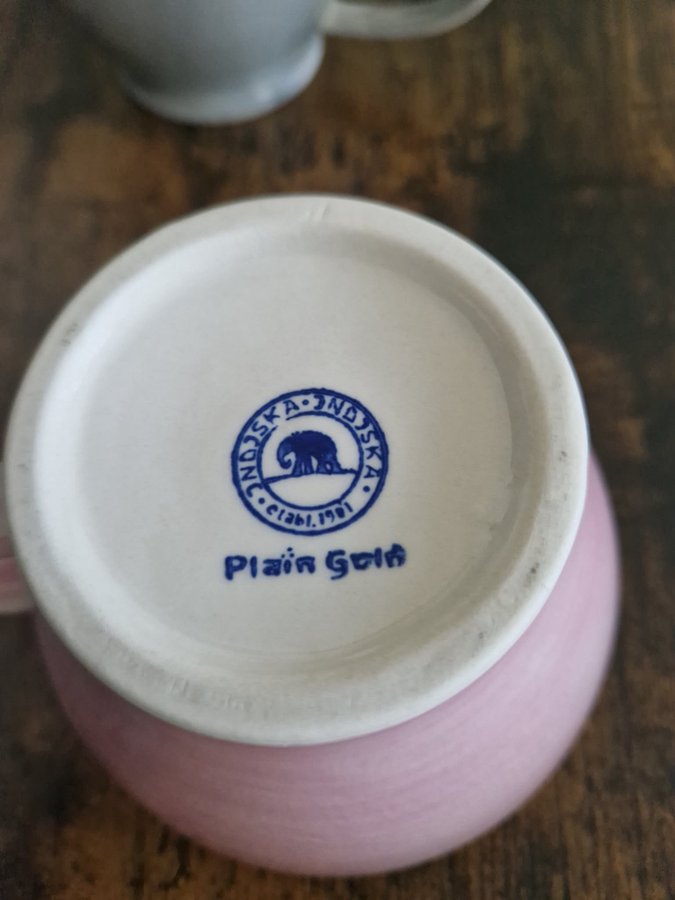 INDISKA · INDISKA
· etabl. 1901 ·
Plain Gold